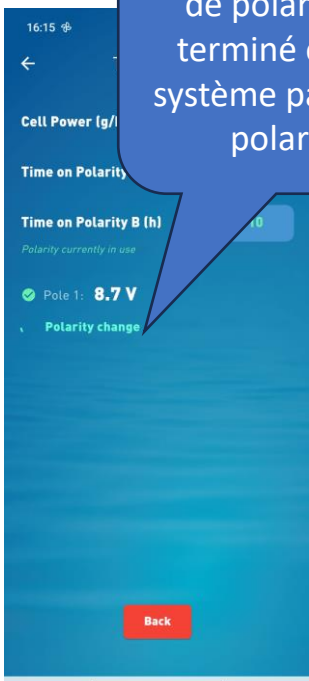 de polar
16:15
terminé
système pa
polar
Cell Power (g/
Time on Polarity
Time on Polarity B (h)
10
Polarity currently in use
Pole 1: 8.7 V
Polarity change
Back